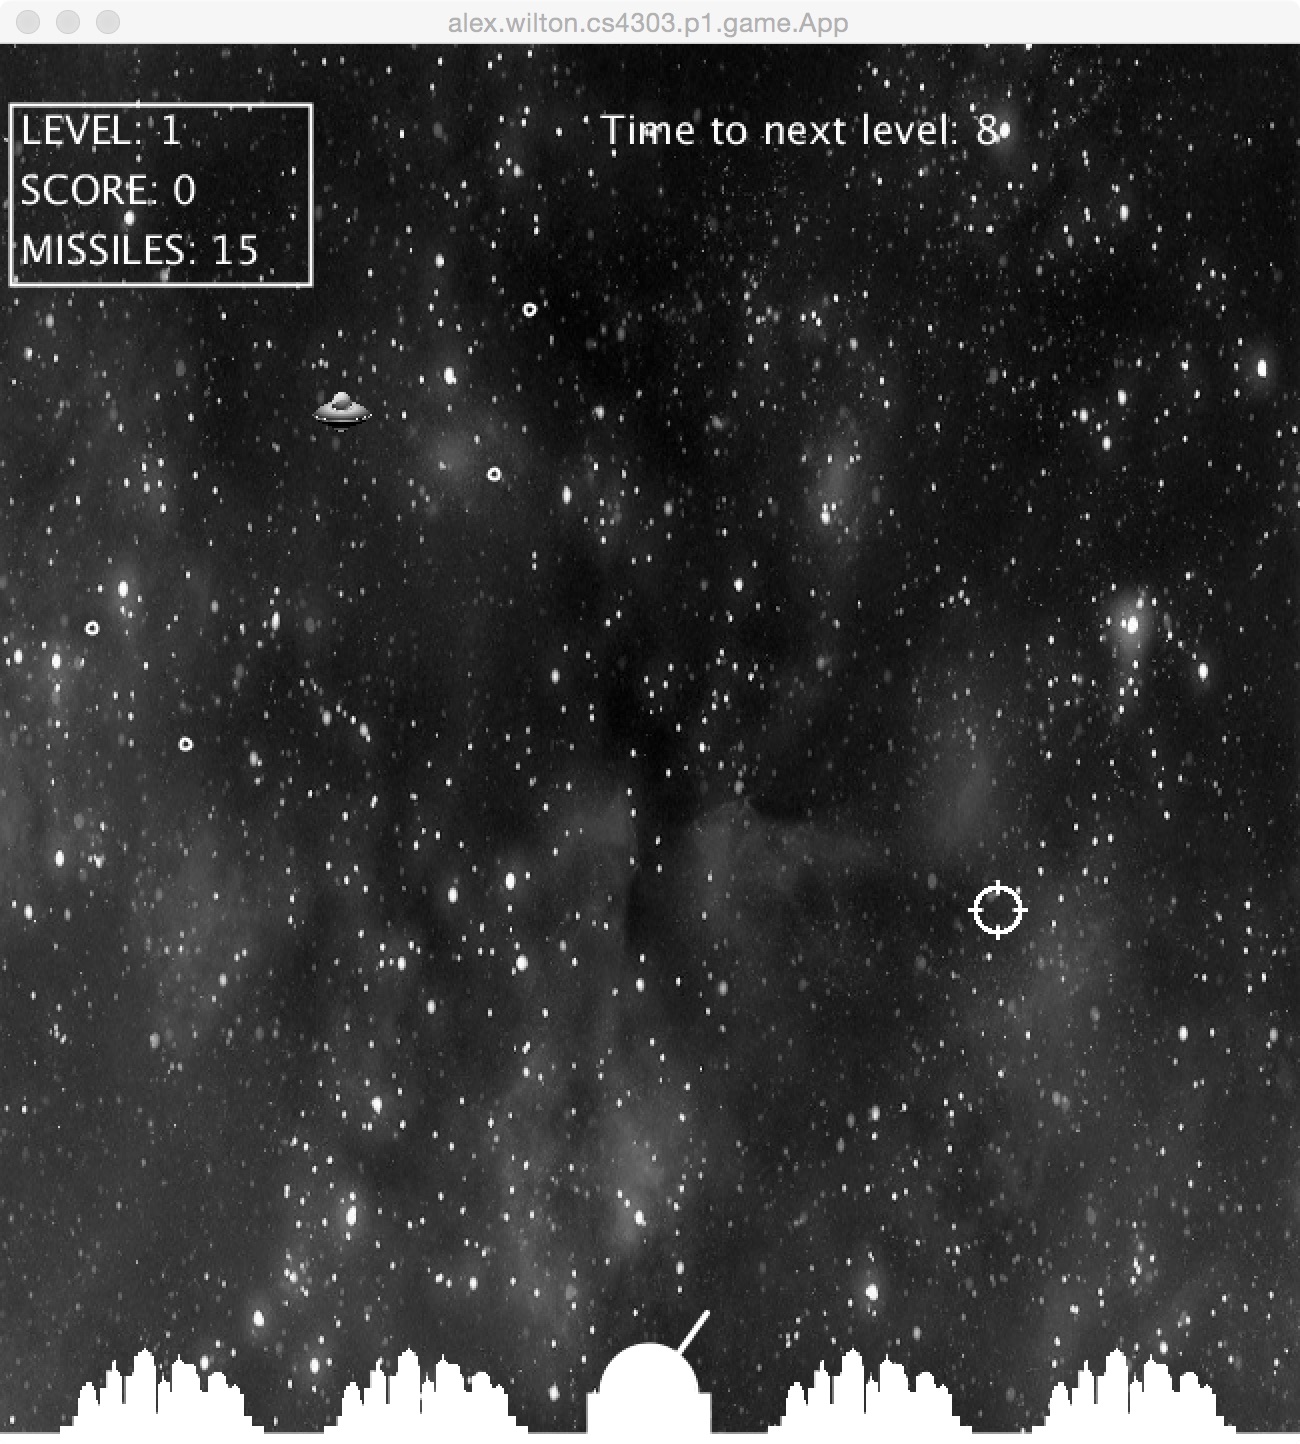 alex.wilton.cs4303.p1.game.App
LEVEL: 1
Time to next level: 8
SCORE: 0
MISSILES: 15